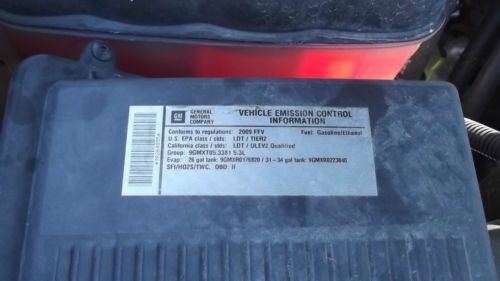 GM
GENERAL MOTORS COMPANY
VEHICLE EMISSION CONTROL INFORMATION
Conforms to regulations: 2009 FFV Fuel: Gasoline/Ethanol
U.S. EPA class / stds: LDT / TIER2
California class / stds: LDT / ULEV2 Qualified
Group: 9GMXT05.3381 5.3L
Evap: 26 gal tank: 9GMXR0176820 / 31-34 gal tank: 9GMXR0223840
SFI/HO2S/TWC, OBD: II